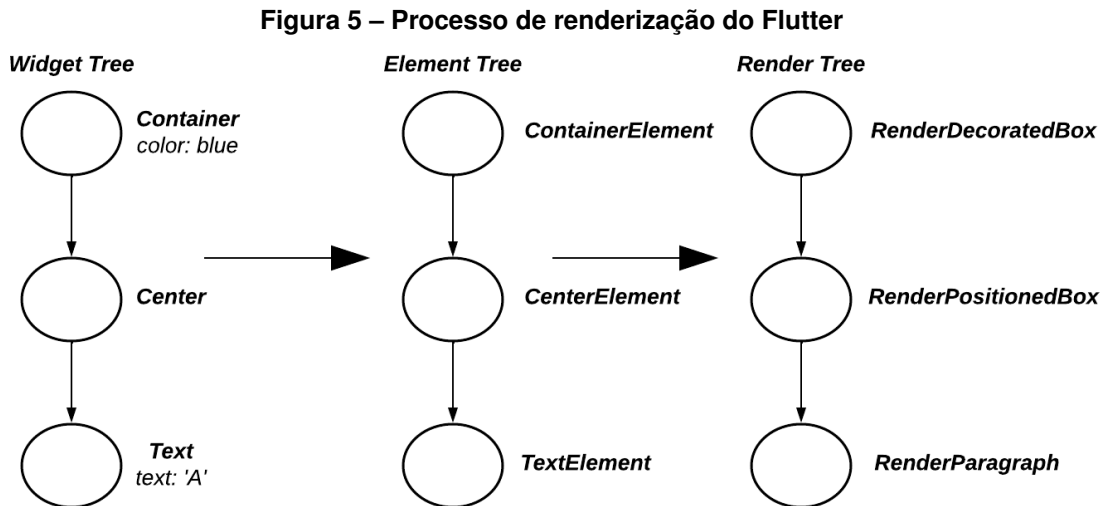 Figura 5 – Processo de renderização do Flutter
Widget Tree
Element Tree
Render Tree
Container
color: blue
ContainerElement
RenderDecoratedBox
Center
CenterElement
RenderPositionedBox
Text
text: 'A'
TextElement
RenderParagraph